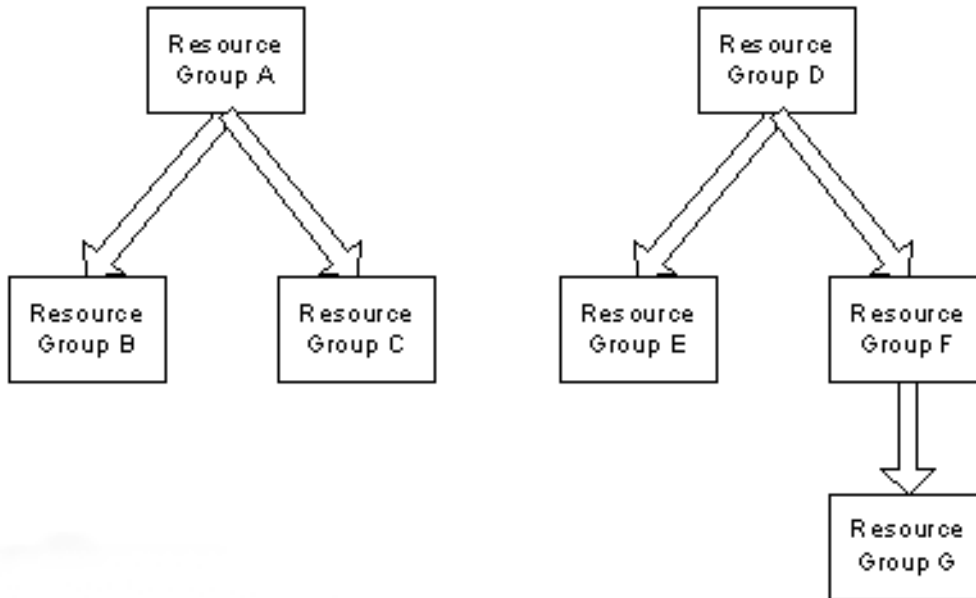 Resource
Group A
Resource
Group D
Resource
Group B
Resource
Group C
Resource
Group E
Resource
Group F
Resource
Group G